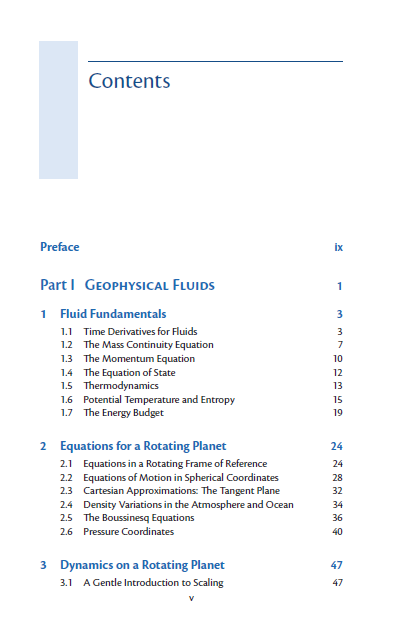 Contents
Preface ix
Part I GEOPHYSICAL FLUIDS 1
1 Fluid Fundamentals 3
1.1 Time Derivatives for Fluids 3
1.2 The Mass Continuity Equation 7
1.3 The Momentum Equation 10
1.4 The Equation of State 12
1.5 Thermodynamics 13
1.6 Potential Temperature and Entropy 15
1.7 The Energy Budget 19
2 Equations for a Rotating Planet 24
2.1 Equations in a Rotating Frame of Reference 24
2.2 Equations of Motion in Spherical Coordinates 28
2.3 Cartesian Approximations: The Tangent Plane 32
2.4 Density Variations in the Atmosphere and Ocean 34
2.5 The Boussinesq Equations 36
2.6 Pressure Coordinates 40
3 Dynamics on a Rotating Planet 47
3.1 A Gentle Introduction to Scaling 47
v